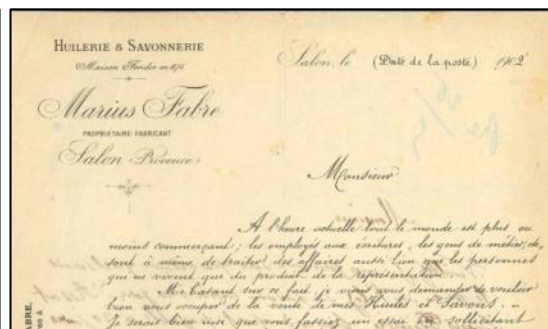 HUILERIE & SAVONNERIE
Maison Fondée en
Marius Fabre
PROPRIÉTAIRE-FABRICANT
Salon (Provence)
Salon, le (Date de la poste) 1902
Monsieur
A l'heure actuelle tout le monde est plus ou
moins commerçant; les employés aux écritures, les gens de métier, etc,
sont à même de traiter des affaires aussi bien que les personnes
qui ne vivent que du produit de la représentation.
Me basant sur ce fait, je viens vous demander de vouloir
bien vous occuper de la vente de mes Huiles et Savons. _
Je serais bien aise que vous fassiez un essai en sollicitant
FABRE,